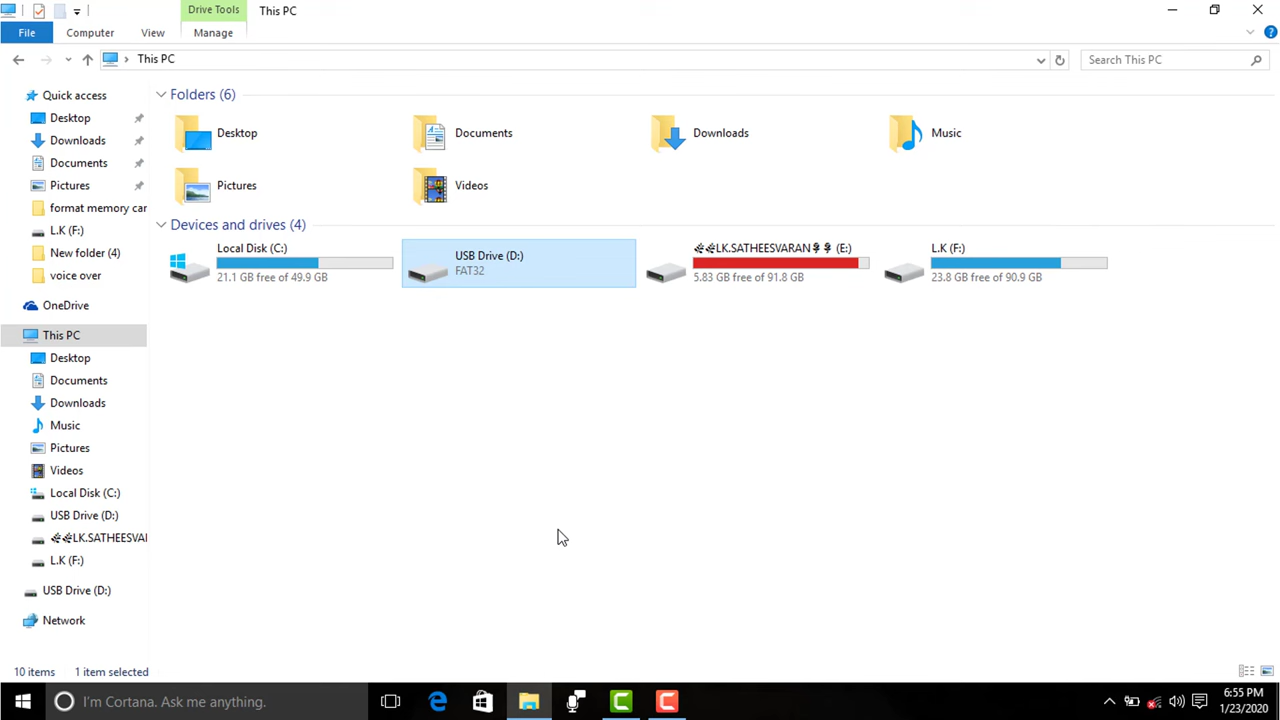 Drive Tools
This PC
File
Computer
View
Manage
This PC
Search This PC
Quick access
Desktop
Downloads
Documents
Pictures
format memory car
L.K (F:)
New folder (4)
voice over
OneDrive
This PC
Desktop
Documents
Downloads
Music
Pictures
Videos
Local Disk (C:)
USB Drive (D:)
LK.SATHEESVARA
L.K (F:)
USB Drive (D:)
Network
Folders (6)
Desktop
Documents
Downloads
Music
Pictures
Videos
Devices and drives (4)
Local Disk (C:)
21.1 GB free of 49.9 GB
USB Drive (D:)
FAT32
LK.SATHEESVARAN (E:)
5.83 GB free of 91.8 GB
L.K (F:)
23.8 GB free of 90.9 GB
10 items
1 item selected
I'm Cortana. Ask me anything.
6:55 PM
1/23/2020